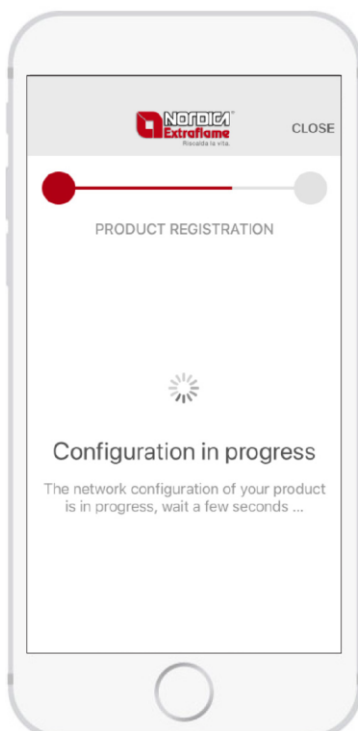 NORDICA
CLOSE
Extraflame
Riscalda la vita.
PRODUCT REGISTRATION
Configuration in progress
The network configuration of your product
is in progress, wait a few seconds ...